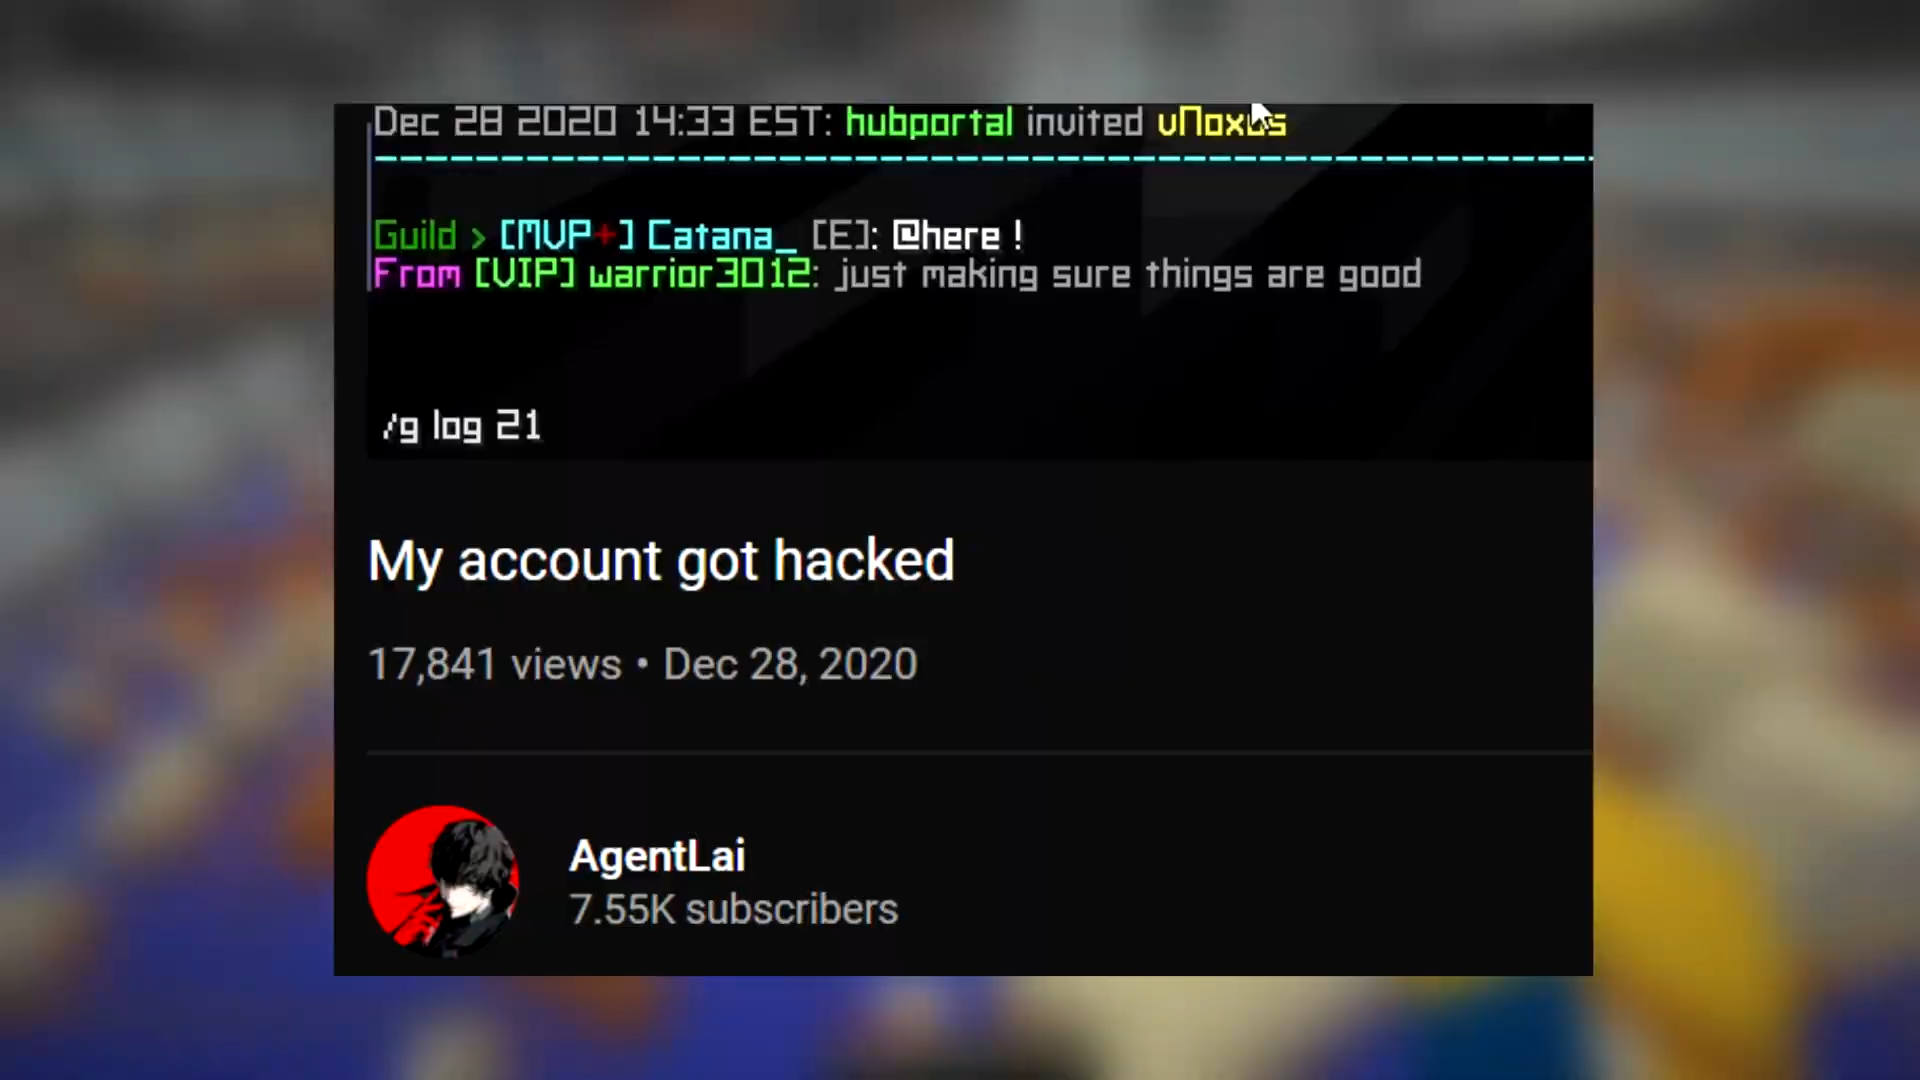 Dec 28 2020 14:33 EST: hubportal invited vNoxus
Guild > [MVP+] Catana_ [E]: @here !
From [VIP] warrior3012: just making sure things are good
/g log 21
My account got hacked
17,841 views • Dec 28, 2020
AgentLai
7.55K subscribers